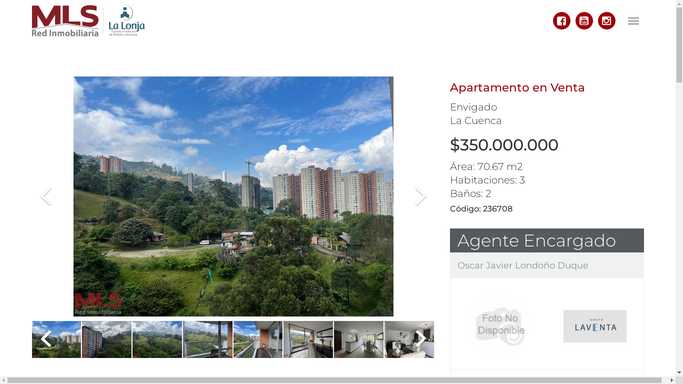 MLS
Red Inmobiliaria
La Lonja
Apartamento en Venta
Envigado
La Cuenca
$350.000.000
Área: 70.67 m2
Habitaciones: 3
Baños: 2
Código: 236708
Agente Encargado
Oscar Javier Londoño Duque
Foto No
Disponible
LAVENTA
MLS
Red Inmobiliaria